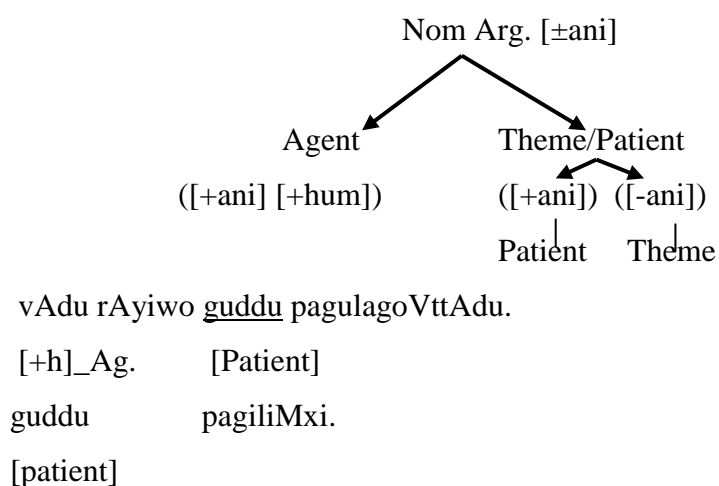 Nom Arg. [±ani]
Agent Theme/Patient
([+ani] [+hum]) ([+ani]) ([-ani])
Patient Theme
vAdu rAyiwo guddu pagulagoVttAdu.
[+h]_Ag. [Patient]
guddu pagiliMxi.
[patient]